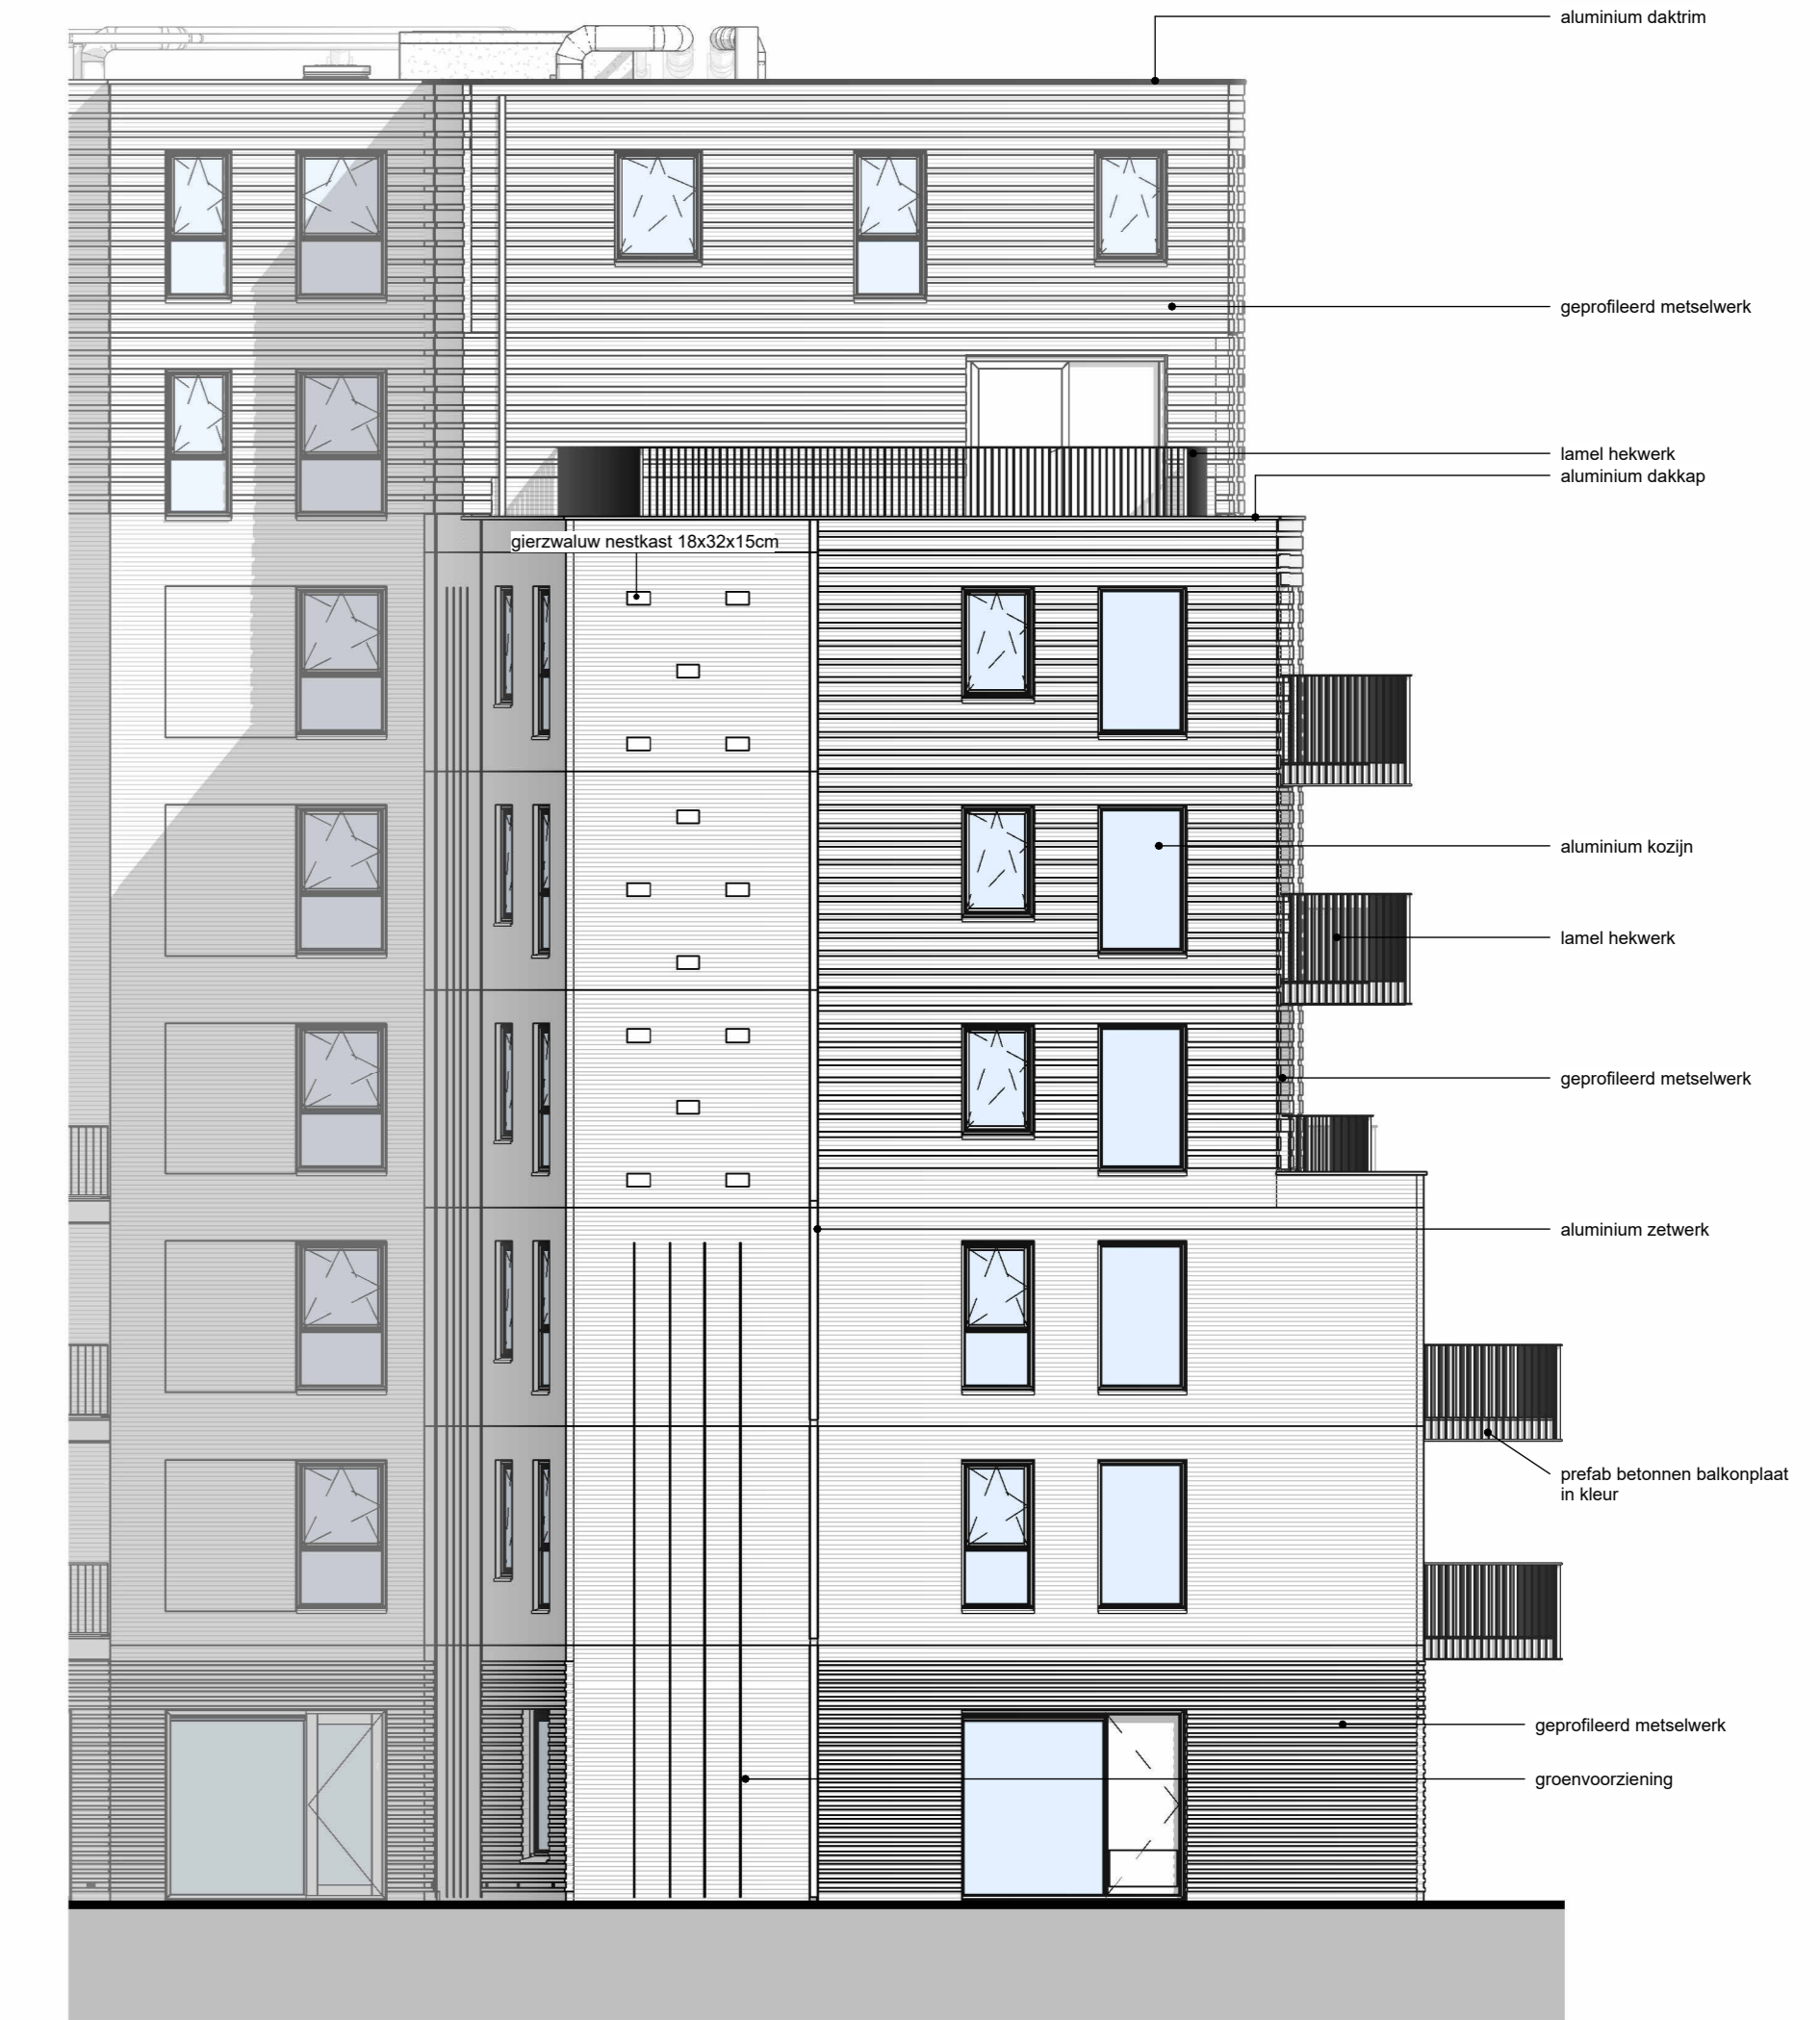 aluminium daktrim
geprofileerd metselwerk
lamel hekwerk
aluminium dakkap
gierzwaluw nestkast 18x32x15cm
aluminium kozijn
lamel hekwerk
geprofileerd metselwerk
aluminium zetwerk
prefab betonnen balkonplaat
in kleur
geprofileerd metselwerk
groenvoorziening